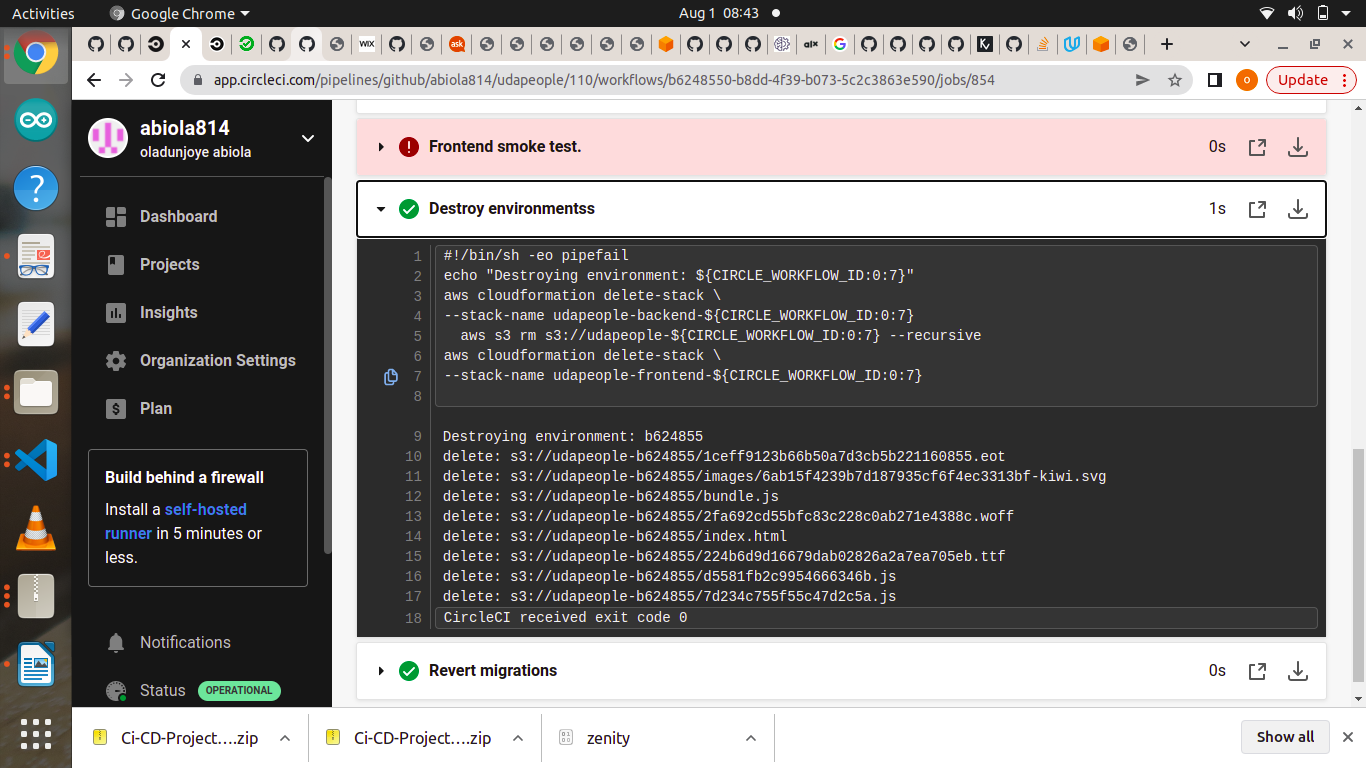 Activities
Google Chrome
Aug 1 08:43
WIX
ask
alx
app.circleci.com/pipelines/github/abiola814/udapeople/110/workflows/b6248550-b8dd-4f39-b073-5c2c3863e590/jobs/854
O
Update
abiola814
oladunjoye abiola
Dashboard
Projects
Insights
Organization Settings
Plan
Build behind a firewall
Install a self-hosted
runner in 5 minutes or
less.
Notifications
Status OPERATIONAL
Frontend smoke test.
0s
Destroy environmentss
1s
1 #!/bin/sh -eo pipefail
2 echo "Destroying environment: ${CIRCLE_WORKFLOW_ID:0:7}"
3 aws cloudformation delete-stack \
4 --stack-name udapeople-backend-${CIRCLE_WORKFLOW_ID:0:7}
5 aws s3 rm s3://udapeople-${CIRCLE_WORKFLOW_ID:0:7} --recursive
6 aws cloudformation delete-stack \
7 --stack-name udapeople-frontend-${CIRCLE_WORKFLOW_ID:0:7}
8
9 Destroying environment: b624855
10 delete: s3://udapeople-b624855/1ceff9123b66b50a7d3cb5b221160855.eot
11 delete: s3://udapeople-b624855/images/6ab15f4239b7d187935cf6f4ec3313bf-kiwi.svg
12 delete: s3://udapeople-b624855/bundle.js
13 delete: s3://udapeople-b624855/2fa692cd55bfc83c228c0ab271e4388c.woff
14 delete: s3://udapeople-b624855/index.html
15 delete: s3://udapeople-b624855/224b6d9d16679dab02826a2a7ea705eb.ttf
16 delete: s3://udapeople-b624855/d5581fb2c9954666346b.js
17 delete: s3://udapeople-b624855/7d234c755f55c47d2c5a.js
18 CircleCI received exit code 0
Revert migrations
0s
Ci-CD-Project....zip
Ci-CD-Project....zip
zenity
Show all